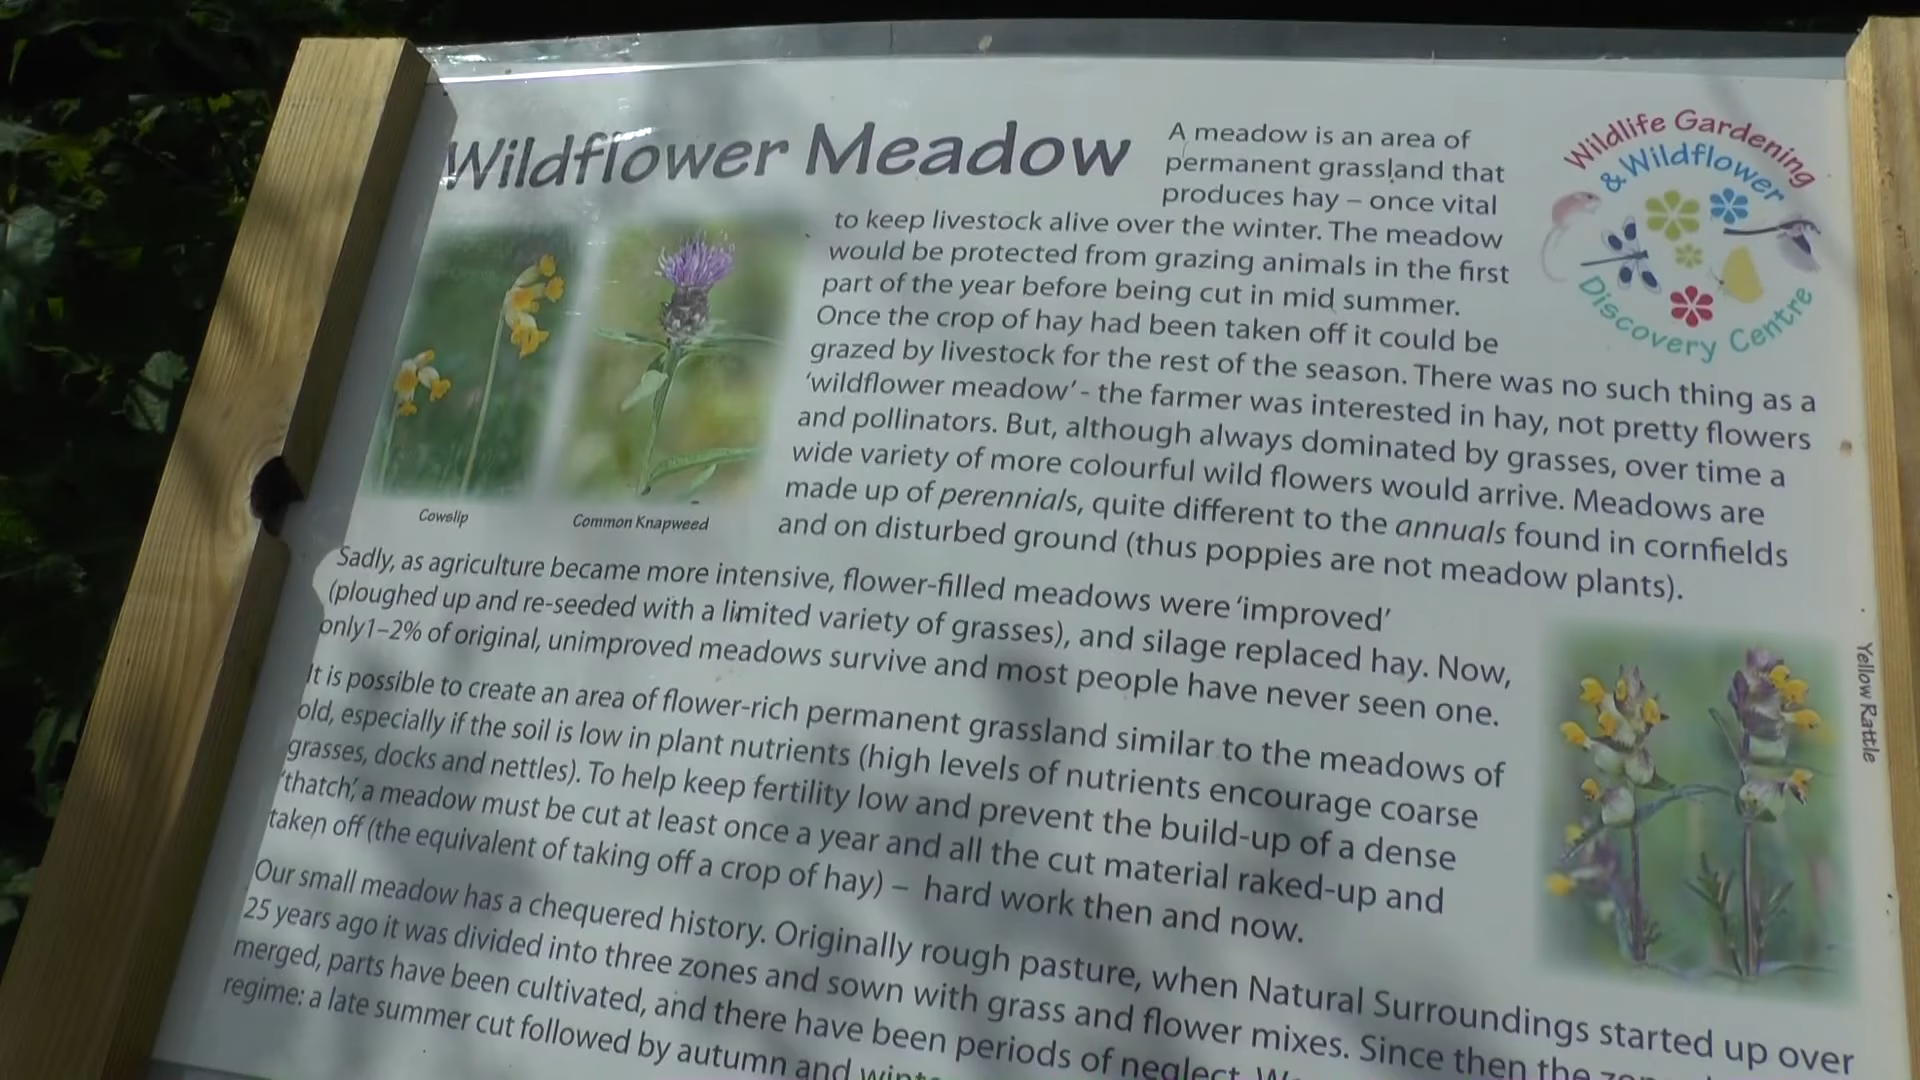 Wildflower Meadow
A meadow is an area of
permanent grassland that
produces hay – once vital
to keep livestock alive over the winter. The meadow
would be protected from grazing animals in the first
part of the year before being cut in mid summer.
Once the crop of hay had been taken off it could be
grazed by livestock for the rest of the season. There was no such thing as a
'wildflower meadow' - the farmer was interested in hay, not pretty flowers
and pollinators. But, although always dominated by grasses, over time a
wide variety of more colourful wild flowers would arrive. Meadows are
made up of perennials, quite different to the annuals found in cornfields
and on disturbed ground (thus poppies are not meadow plants).
Wildlife Gardening
& Wildflower
Discovery Centre
Cowslip
Common Knapweed
Sadly, as agriculture became more intensive, flower-filled meadows were 'improved'
(ploughed up and re-seeded with a limited variety of grasses), and silage replaced hay. Now,
only1–2% of original, unimproved meadows survive and most people have never seen one.
It is possible to create an area of flower-rich permanent grassland similar to the meadows of
old, especially if the soil is low in plant nutrients (high levels of nutrients encourage coarse
grasses, docks and nettles). To help keep fertility low and prevent the build-up of a dense
'thatch', a meadow must be cut at least once a year and all the cut material raked-up and
taken off (the equivalent of taking off a crop of hay) – hard work then and now.
Yellow Rattle
Our small meadow has a chequered history. Originally rough pasture, when Natural Surroundings started up over
25 years ago it was divided into three zones and sown with grass and flower mixes. Since then the
merged, parts have been cultivated, and there have been periods of neglect.
regime: a late summer cut followed by autumn and